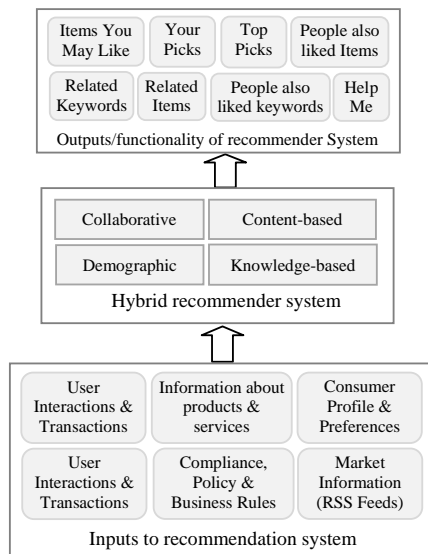 Items You
May Like
Your
Picks
Top
Picks
People also
liked Items
Related
Keywords
Related
Items
People also
liked keywords
Help
Me
Outputs/functionality of recommender System
Collaborative
Content-based
Demographic
Knowledge-based
Hybrid recommender system
User
Interactions &
Transactions
Information about
products &
services
Consumer
Profile &
Preferences
User
Interactions &
Transactions
Compliance,
Policy &
Business Rules
Market
Information
(RSS Feeds)
Inputs to recommendation system